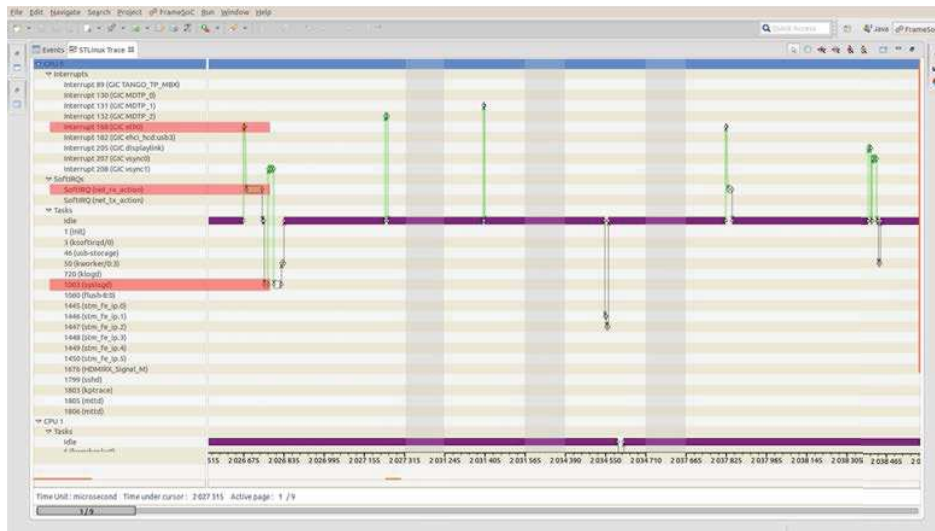 File Edit Navigate Search Project FrameSoC Run Window Help
Quick Access Java FrameSo
Events STLinux Trace
CPU 0
Interrupts
Interrupt 89 (GIC TANGO_TP_MBX)
Interrupt 130 (GIC MDTP_0)
Interrupt 131 (GIC MDTP_1)
Interrupt 132 (GIC MDTP_2)
Interrupt 168 (GIC eth0)
Interrupt 182 (GIC ehci_hcd:usb3)
Interrupt 205 (GIC displaylink)
Interrupt 207 (GIC vsync0)
Interrupt 208 (GIC vsync1)
SoftIRQs
SoftIRQ (net_rx_action)
SoftIRQ (net_tx_action)
Tasks
Idle
1 (init)
3 (ksoftirqd/0)
46 (usb-storage)
50 (kworker/0:3)
720 (klogd)
1003 (syslogd)
1080 (flush-8:0)
1445 (stm_fe_ip.0)
1446 (stm_fe_ip.1)
1447 (stm_fe_ip.2)
1448 (stm_fe_ip.3)
1449 (stm_fe_ip.4)
1450 (stm_fe_ip.5)
1676 (HDMIRX_Signal_M)
1799 (sshd)
1803 (kptrace)
1805 (mttd)
1806 (mttd)
CPU 1
Tasks
Idle
515 2 026 675 2 026 835 2 026 995 2 027 155 2 027 315 2 031 245 2 031 405 2 031 565 2 034 390 2 034 550 2 034 710 2 037 665 2 037 825 2 037 985 2 038 145 2 038 305 2 038 465 2 0
Time Unit : microsecond Time under cursor : 2 027 315 Active page : 1 / 9
1 / 9